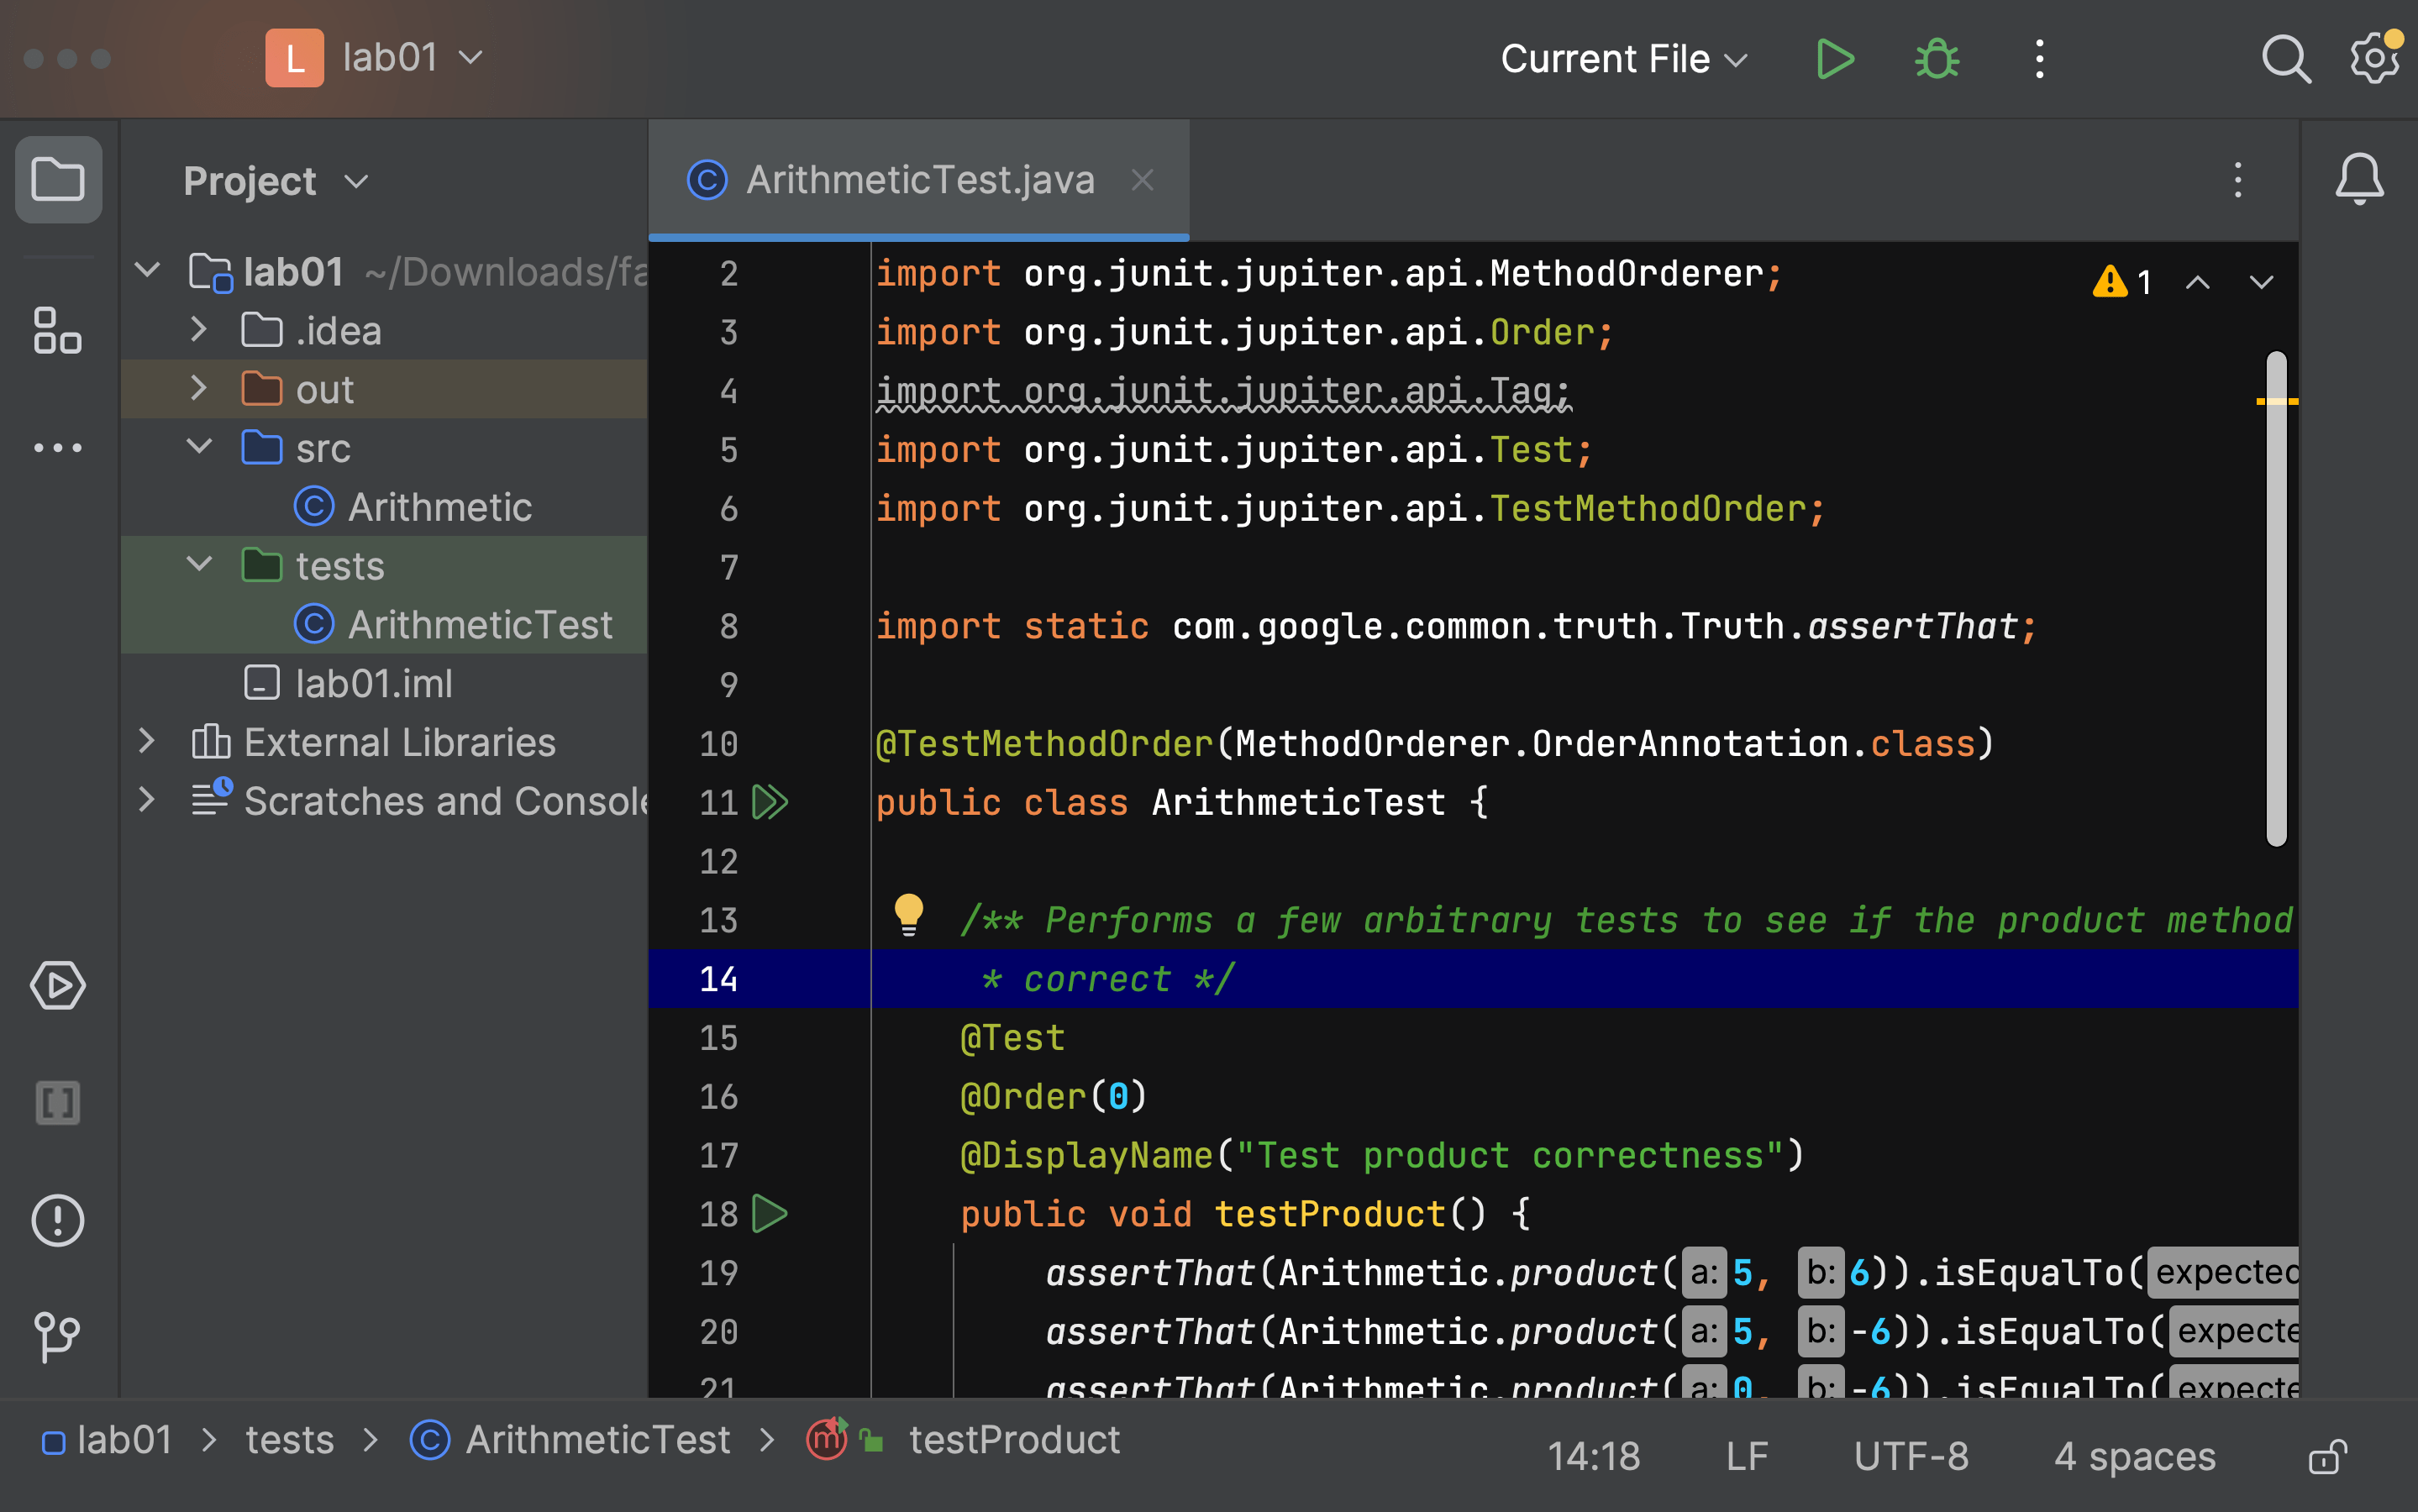 L lab01
Current File
Project
ArithmeticTest.java
lab01 ~/Downloads/fa
.idea
out
src
Arithmetic
tests
ArithmeticTest
lab01.iml
External Libraries
Scratches and Console
1
2 import org.junit.jupiter.api.MethodOrderer;
3 import org.junit.jupiter.api.Order;
4 import org.junit.jupiter.api.Tag;
5 import org.junit.jupiter.api.Test;
6 import org.junit.jupiter.api.TestMethodOrder;
7
8 import static com.google.common.truth.Truth.assertThat;
9
10 @TestMethodOrder(MethodOrderer.OrderAnnotation.class)
11 public class ArithmeticTest {
12
13 /** Performs a few arbitrary tests to see if the product method
14 * correct */
15 @Test
16 @Order(0)
17 @DisplayName("Test product correctness")
18 public void testProduct() {
19 assertThat(Arithmetic.product( a: 5, b: 6)).isEqualTo( expected
20 assertThat(Arithmetic.product( a: 5, b: -6)).isEqualTo( expecte
21 assertThat(Arithmetic.product( a: 0, b: -6)).isEqualTo( expecte
lab01 > tests > C ArithmeticTest > m testProduct
14:18 LF UTF-8 4 spaces